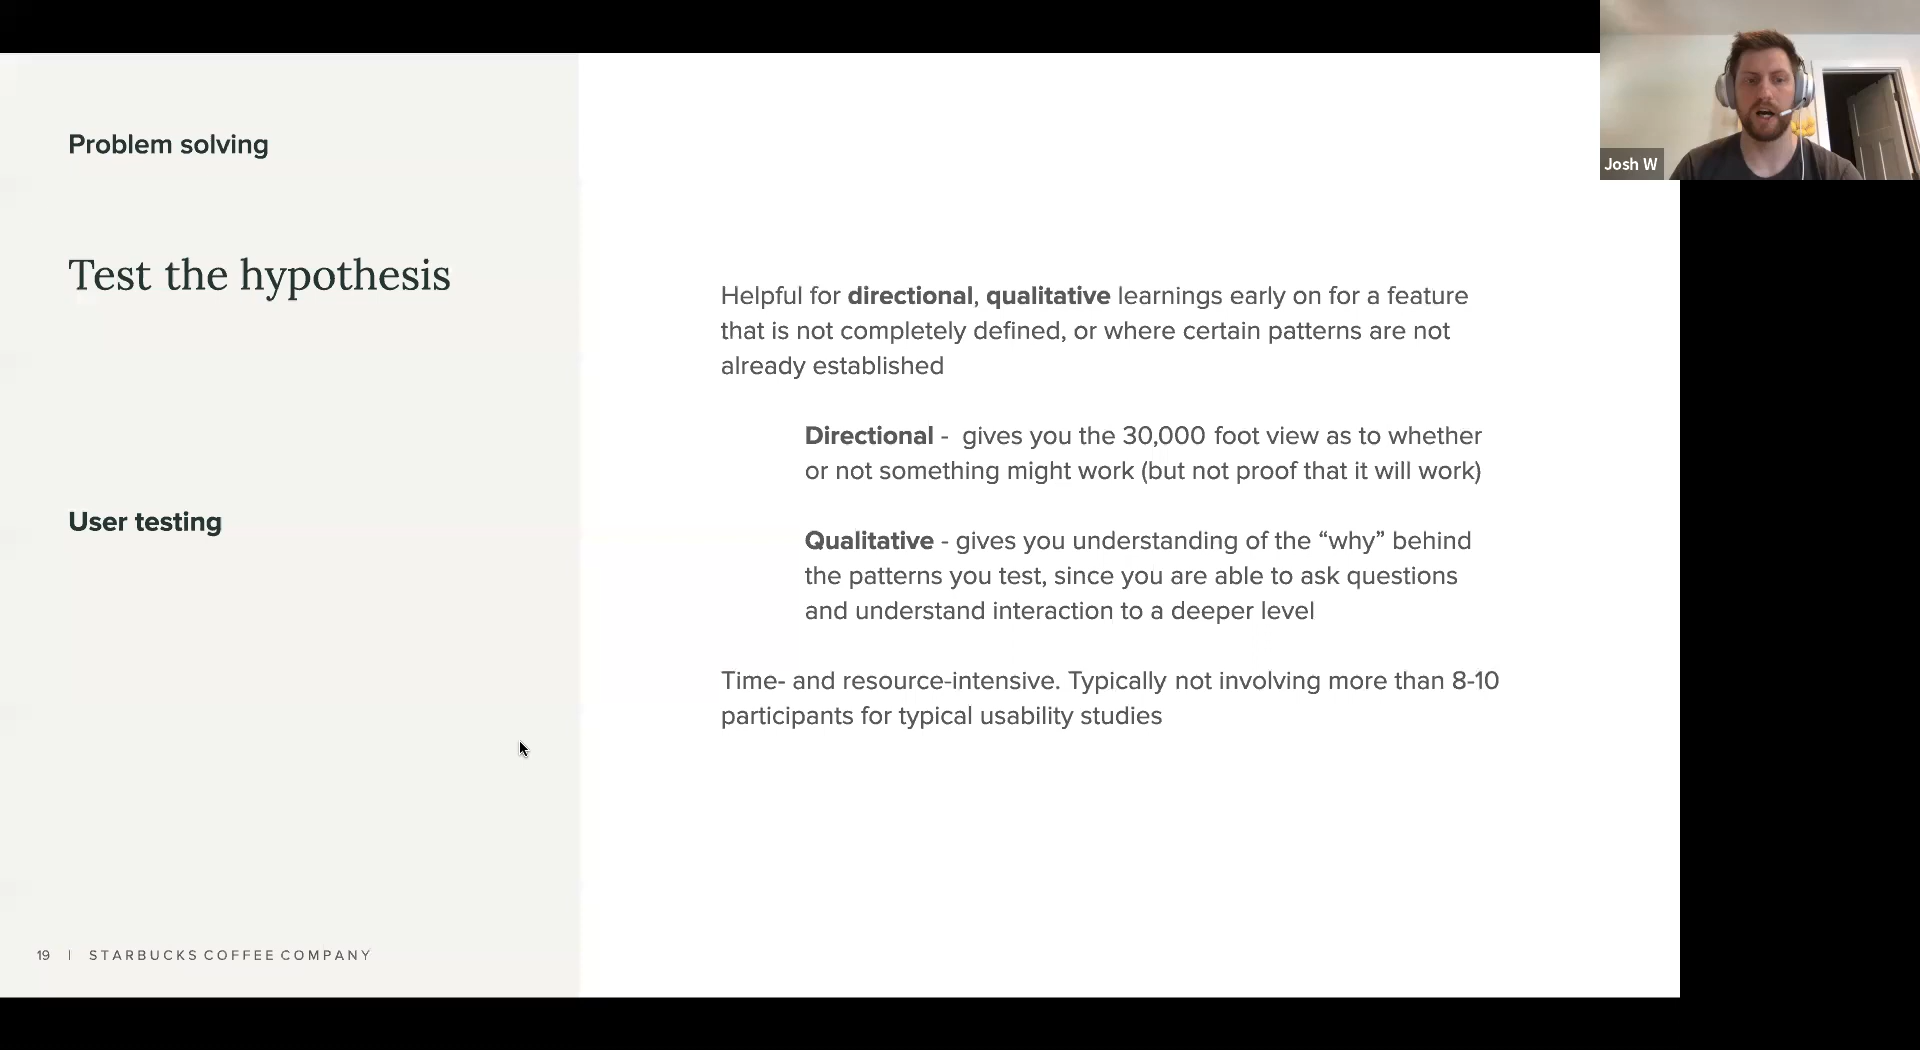 Problem solving
Test the hypothesis
User testing
Helpful for directional, qualitative learnings early on for a feature
that is not completely defined, or where certain patterns are not
already established
Directional -  gives you the 30,000 foot view as to whether
or not something might work (but not proof that it will work)
Qualitative - gives you understanding of the “why” behind
the patterns you test, since you are able to ask questions
and understand interaction to a deeper level
Time- and resource-intensive. Typically not involving more than 8-10
participants for typical usability studies
19 | STARBUCKS COFFEE COMPANY
Josh W